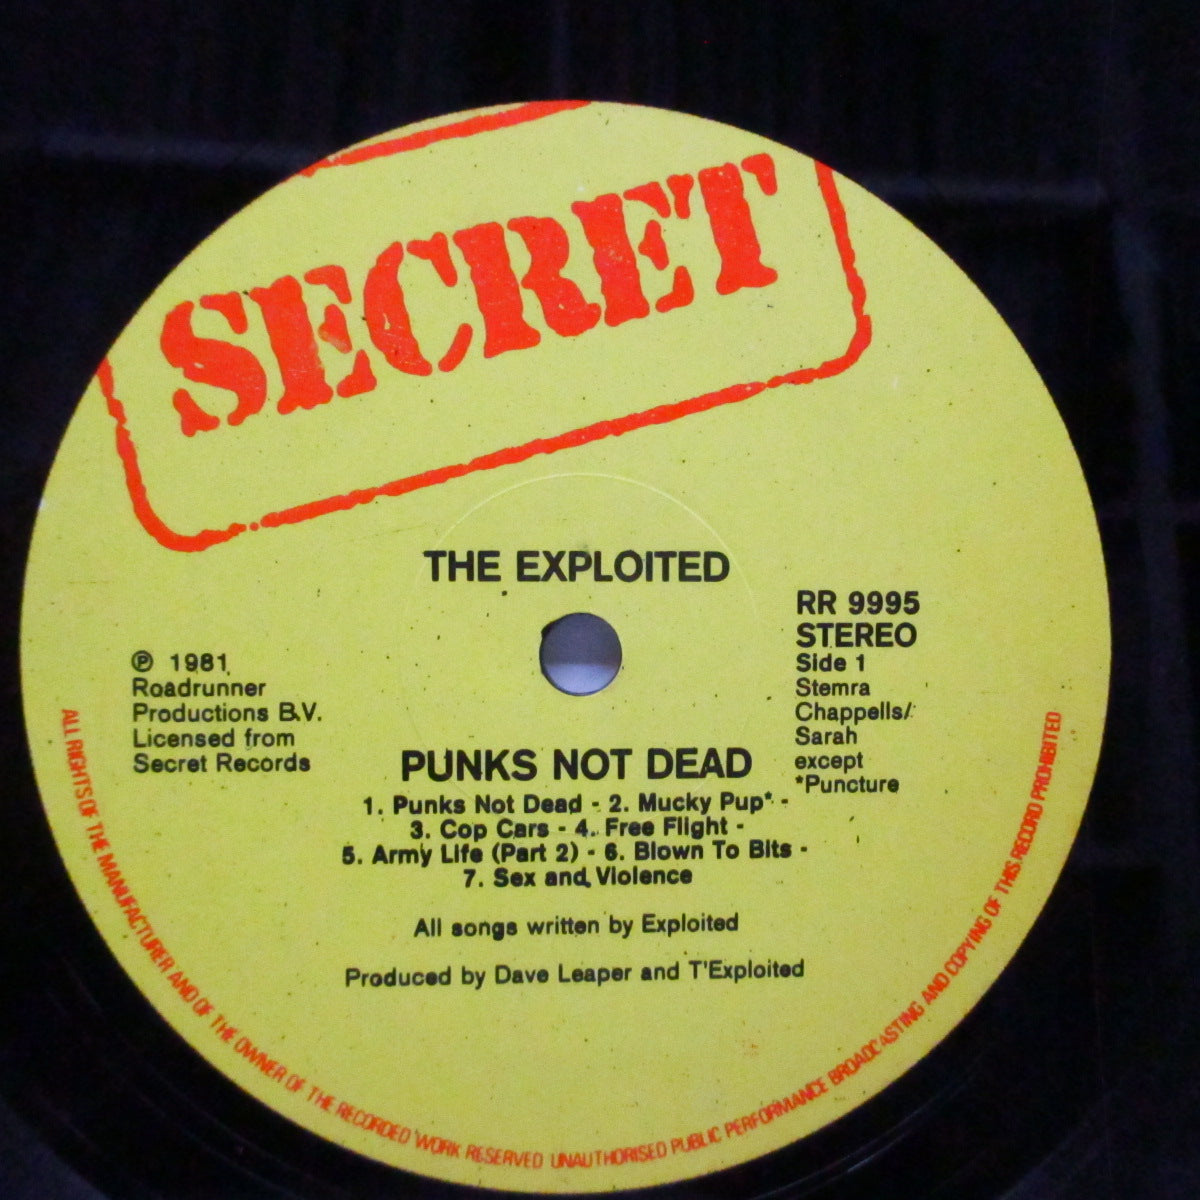 SECRET
THE EXPLOITED
RR 9995
STEREO
Side 1
Stemra
Chappells/
Sarah
except
*Puncture
℗ 1981
Roadrunner
Productions B.V.
Licensed from
Secret Records
PUNKS NOT DEAD
1. Punks Not Dead - 2. Mucky Pup* -
3. Cop Cars - 4. Free Flight -
5. Army Life (Part 2) - 6. Blown To Bits -
7. Sex and Violence
All songs written by Exploited
Produced by Dave Leaper and T'Exploited
ALL RIGHTS OF THE MANUFACTURER AND OF THE OWNER OF THE RECORDED WORK RESERVED UNAUTHORISED PUBLIC PERFORMANCE BROADCASTING AND COPYING OF THIS RECORD PROHIBITED